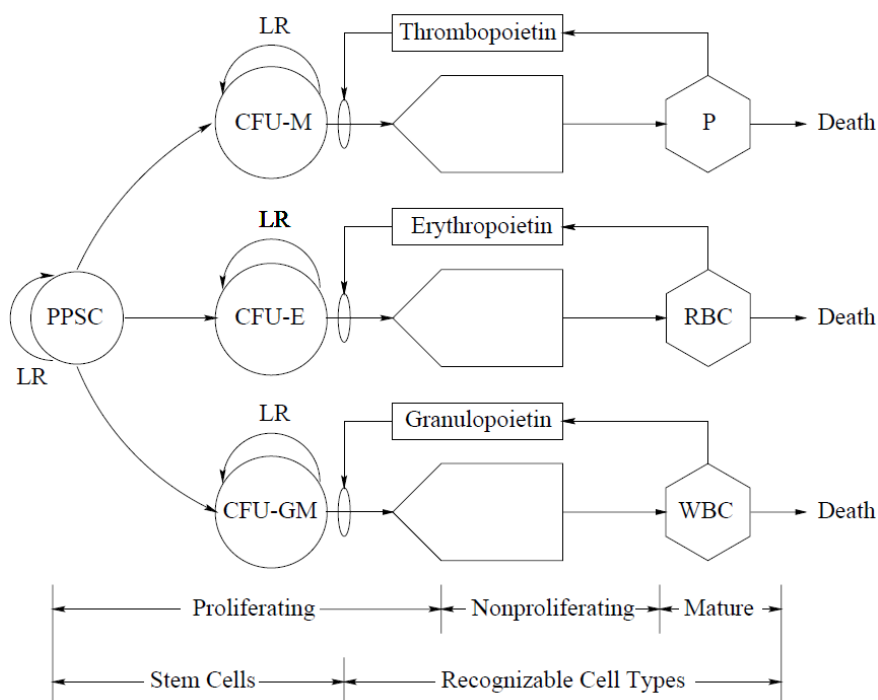 LR
Thrombopoietin
CFU-M
P
Death
LR
Erythropoietin
PPSC
CFU-E
RBC
Death
LR
LR
Granulopoietin
CFU-GM
WBC
Death
Proliferating
Nonproliferating
Mature
Stem Cells
Recognizable Cell Types